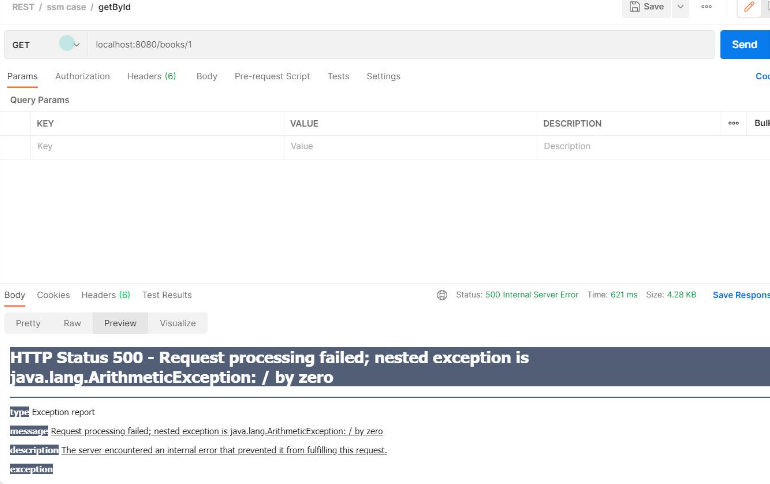 REST / ssm case / getById
Save
GET
localhost:8080/books/1
Send
Params Authorization Headers (6) Body Pre-request Script Tests Settings
Query Params
KEY VALUE DESCRIPTION
Key Value Description
Body Cookies Headers (6) Test Results
Status: 500 Internal Server Error Time: 621 ms Size: 4.28 KB
Pretty Raw Preview Visualize
HTTP Status 500 - Request processing failed; nested exception is
java.lang.ArithmeticException: / by zero
type Exception report
message Request processing failed; nested exception is java.lang.ArithmeticException: / by zero
description The server encountered an internal error that prevented it from fulfilling this request.
exception